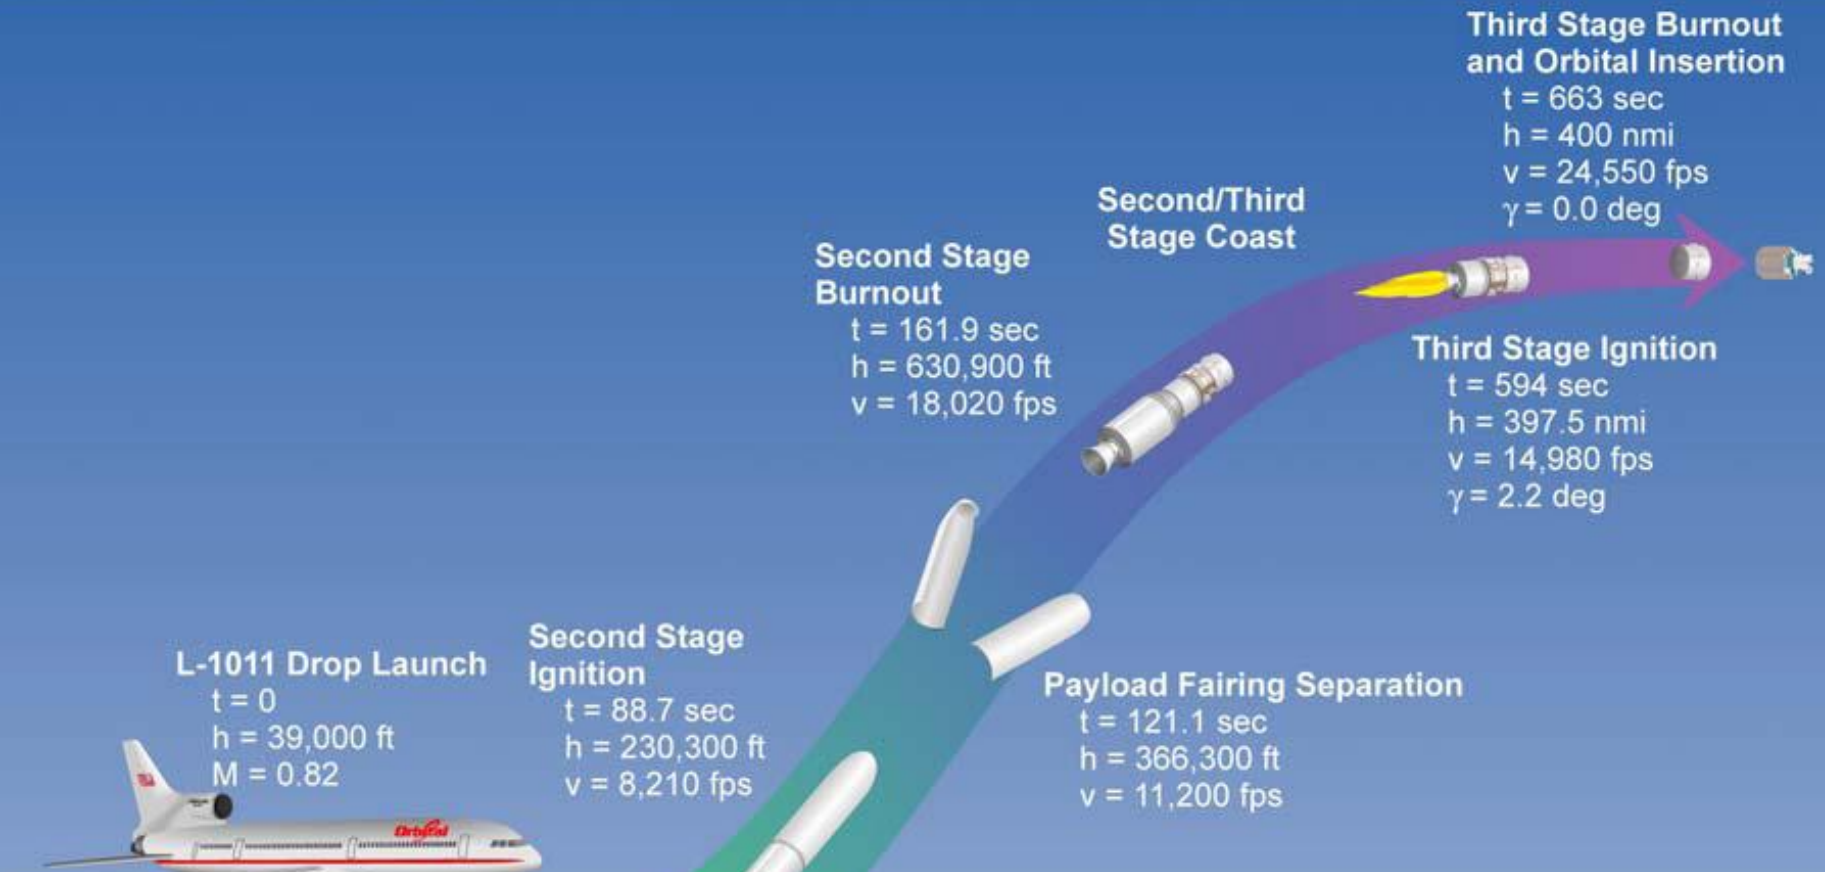 Third Stage Burnout
and Orbital Insertion
t = 663 sec
h = 400 nmi
v = 24,550 fps
γ = 0.0 deg
Second/Third
Stage Coast
Second Stage
Burnout
t = 161.9 sec
h = 630,900 ft
v = 18,020 fps
Third Stage Ignition
t = 594 sec
h = 397.5 nmi
v = 14,980 fps
γ = 2.2 deg
L-1011 Drop Launch
t = 0
h = 39,000 ft
M = 0.82
Second Stage
Ignition
t = 88.7 sec
h = 230,300 ft
v = 8,210 fps
Payload Fairing Separation
t = 121.1 sec
h = 366,300 ft
v = 11,200 fps
Orbital